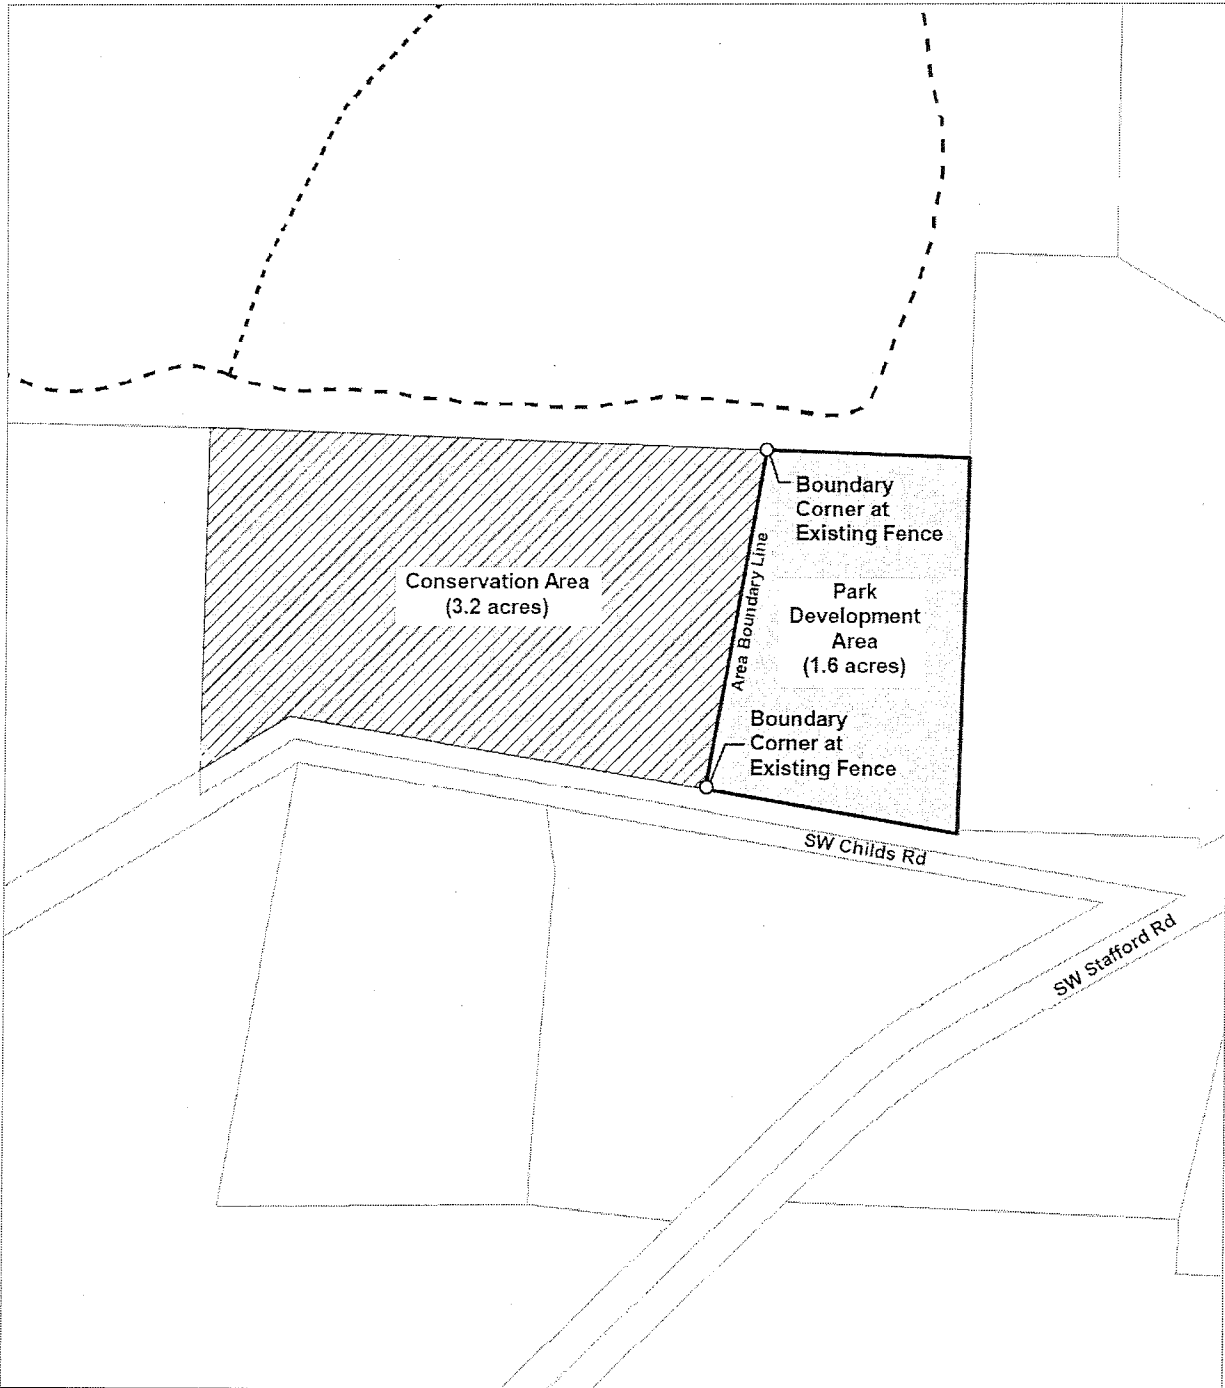 Boundary
Corner at
Existing Fence
Conservation Area
(3.2 acres)
Area Boundary Line
Park
Development
Area
(1.6 acres)
Boundary
Corner at
Existing Fence
SW Childs Rd
SW Stafford Rd